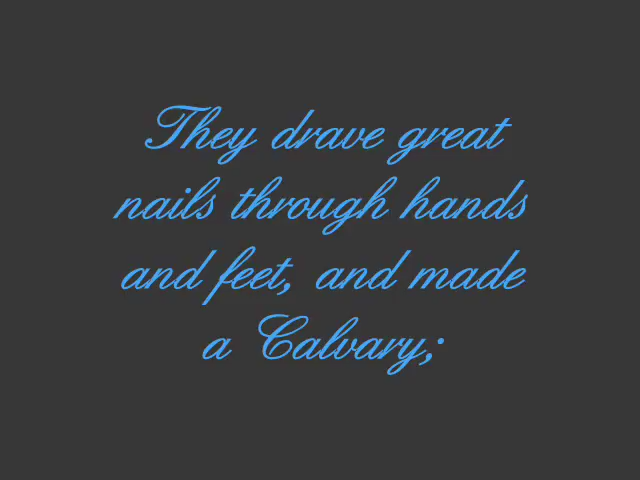 They drave great
nails through hands
and feet, and made
a Calvary;